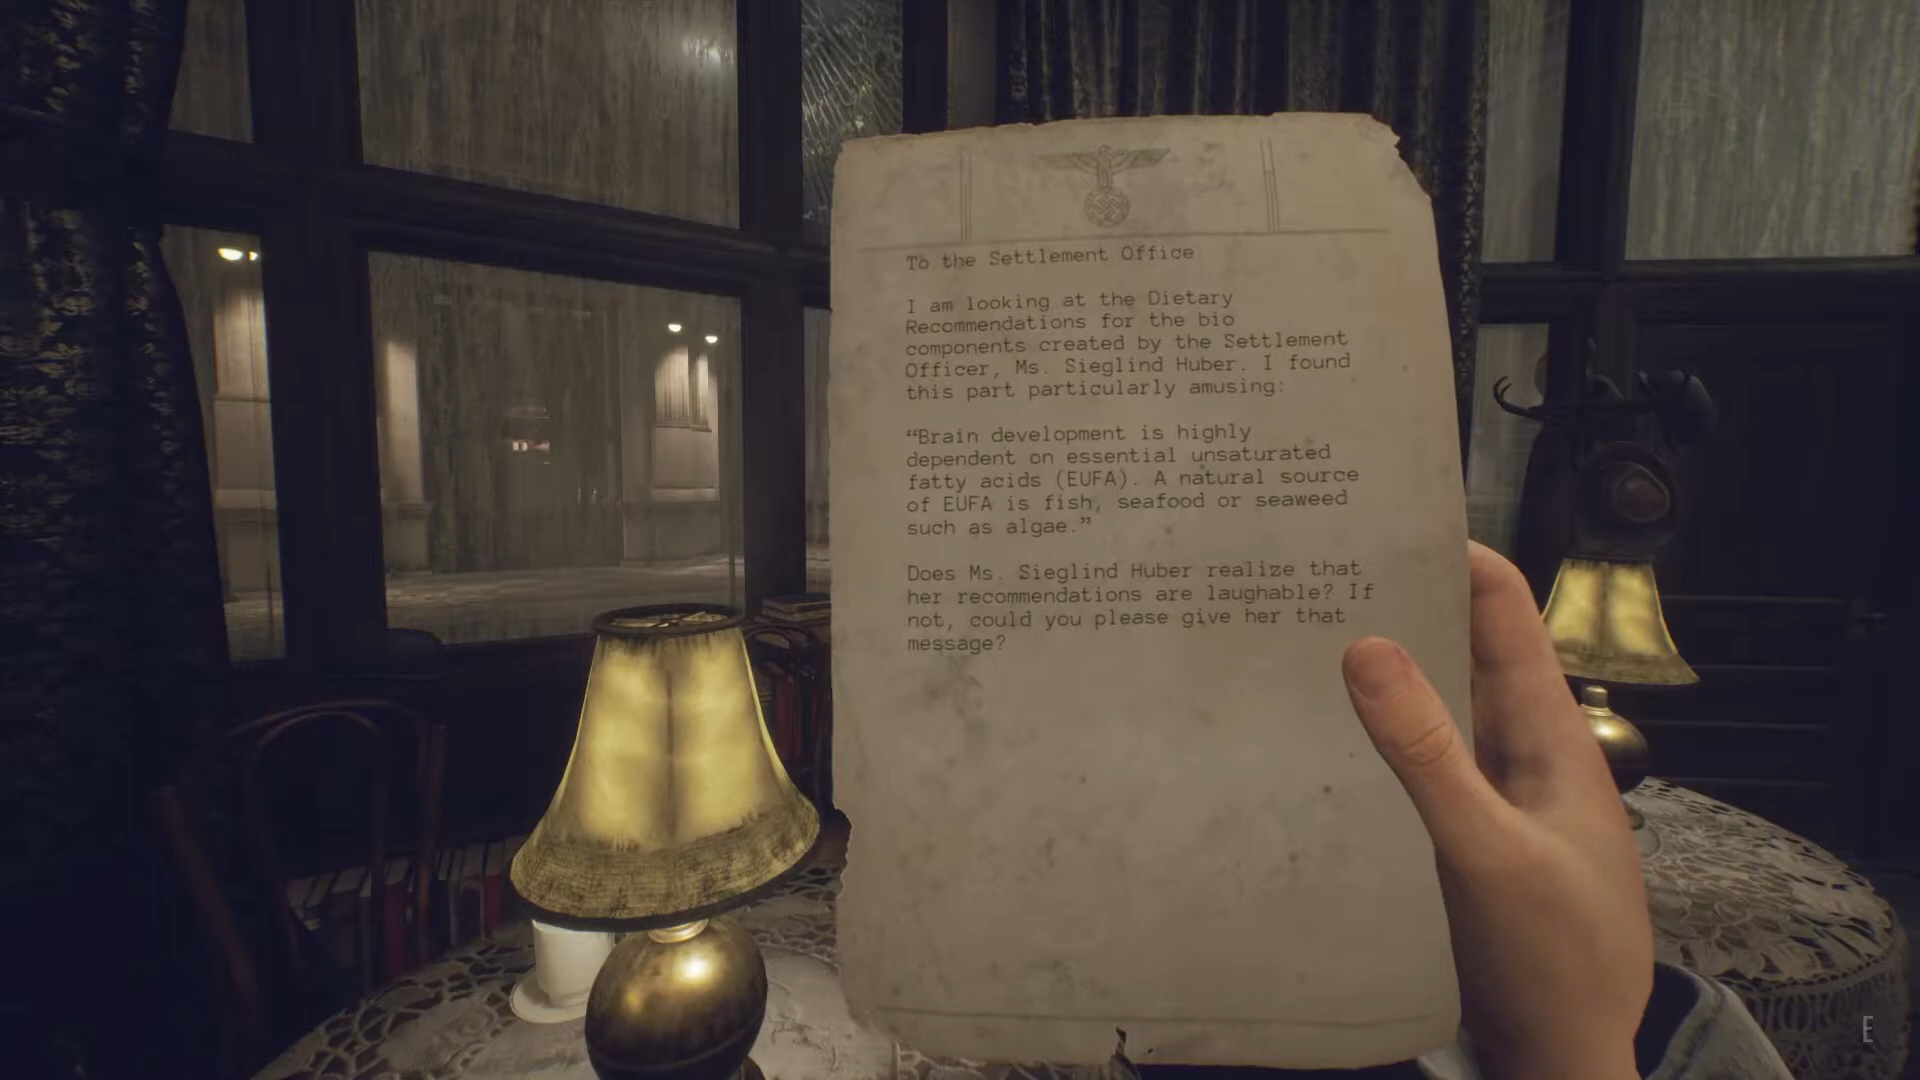 To the Settlement Office
I am looking at the Dietary
Recommendations for the bio
components created by the Settlement
Officer, Ms. Sieglind Huber. I found
this part particularly amusing:
“Brain development is highly
dependent on essential unsaturated
fatty acids (EUFA). A natural source
of EUFA is fish, seafood or seaweed
such as algae.”
Does Ms. Sieglind Huber realize that
her recommendations are laughable? If
not, could you please give her that
message?
E